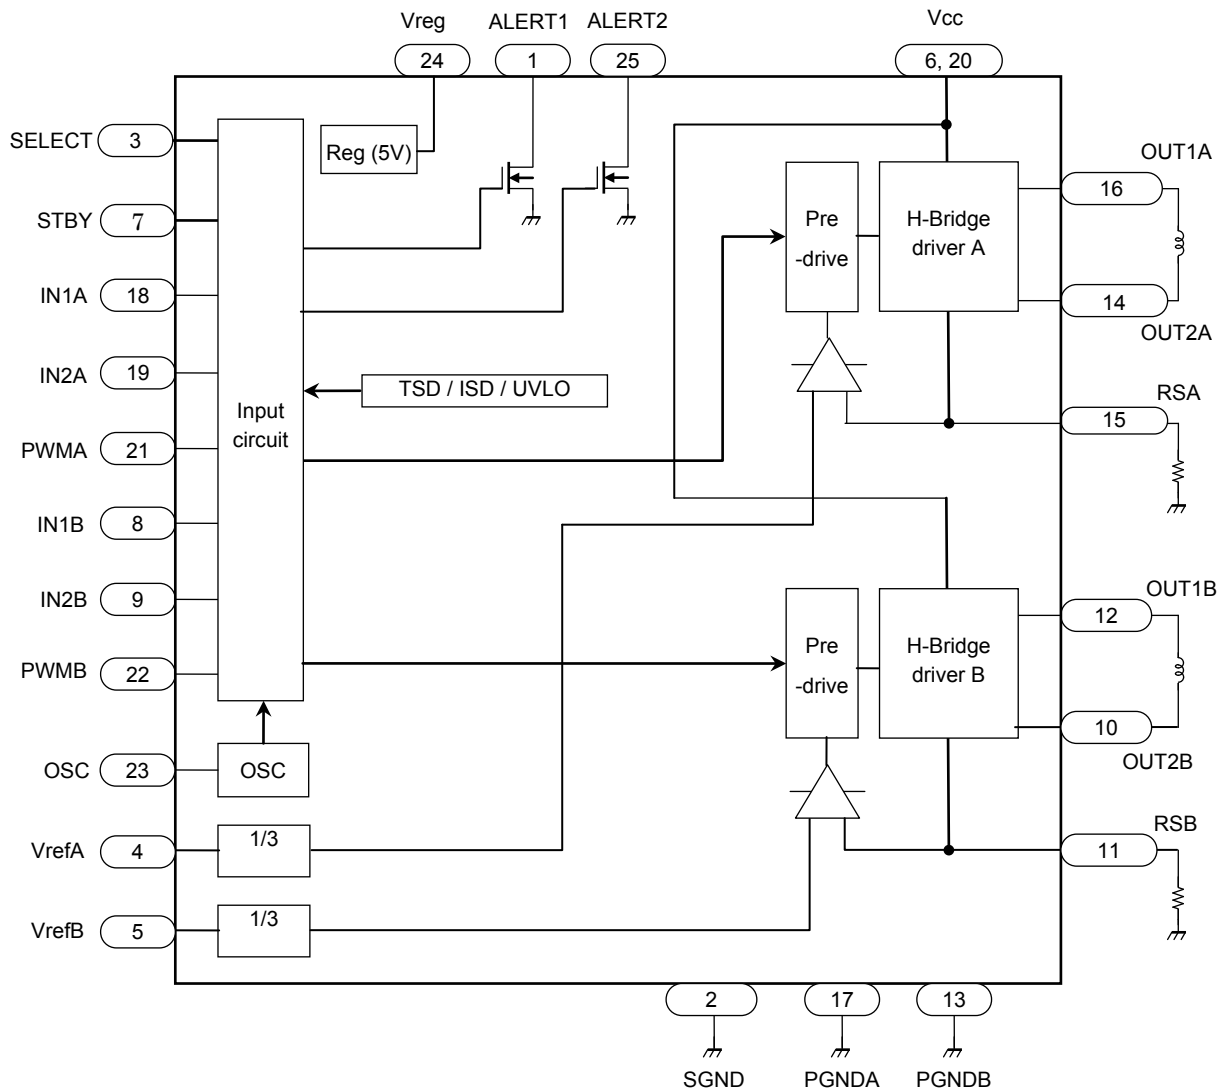 Vreg
ALERT1
ALERT2
Vcc
24
1
25
6, 20
SELECT
3
Reg (5V)
OUT1A
16
STBY
7
Pre
-drive
H-Bridge
driver A
IN1A
18
14
OUT2A
IN2A
19
TSD / ISD / UVLO
RSA
15
Input
circuit
PWMA
21
IN1B
8
IN2B
9
OUT1B
12
PWMB
22
Pre
-drive
H-Bridge
driver B
10
OUT2B
OSC
23
OSC
VrefA
4
1/3
RSB
11
VrefB
5
1/3
2
17
13
SGND
PGNDA
PGNDB